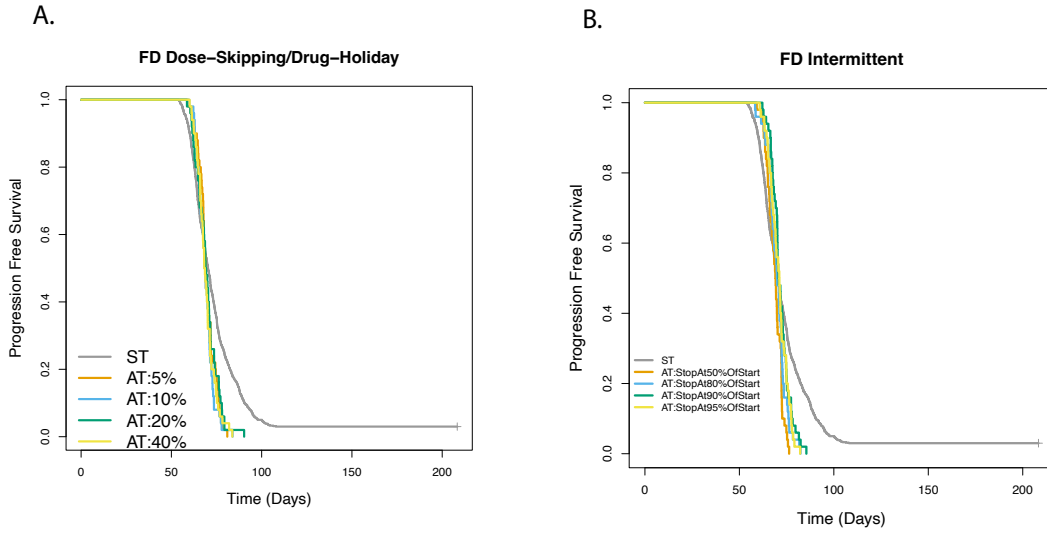 A.
FD Dose–Skipping/Drug–Holiday
Progression Free Survival
1.0
0.8
0.6
0.4
0.2
0.0
ST
AT:5%
AT:10%
AT:20%
AT:40%
0 50 100 150 200
Time (Days)
B.
FD Intermittent
Progression Free Survival
1.0
0.8
0.6
0.4
0.2
0.0
ST
AT:StopAt50%OfStart
AT:StopAt80%OfStart
AT:StopAt90%OfStart
AT:StopAt95%OfStart
0 50 100 150 200
Time (Days)